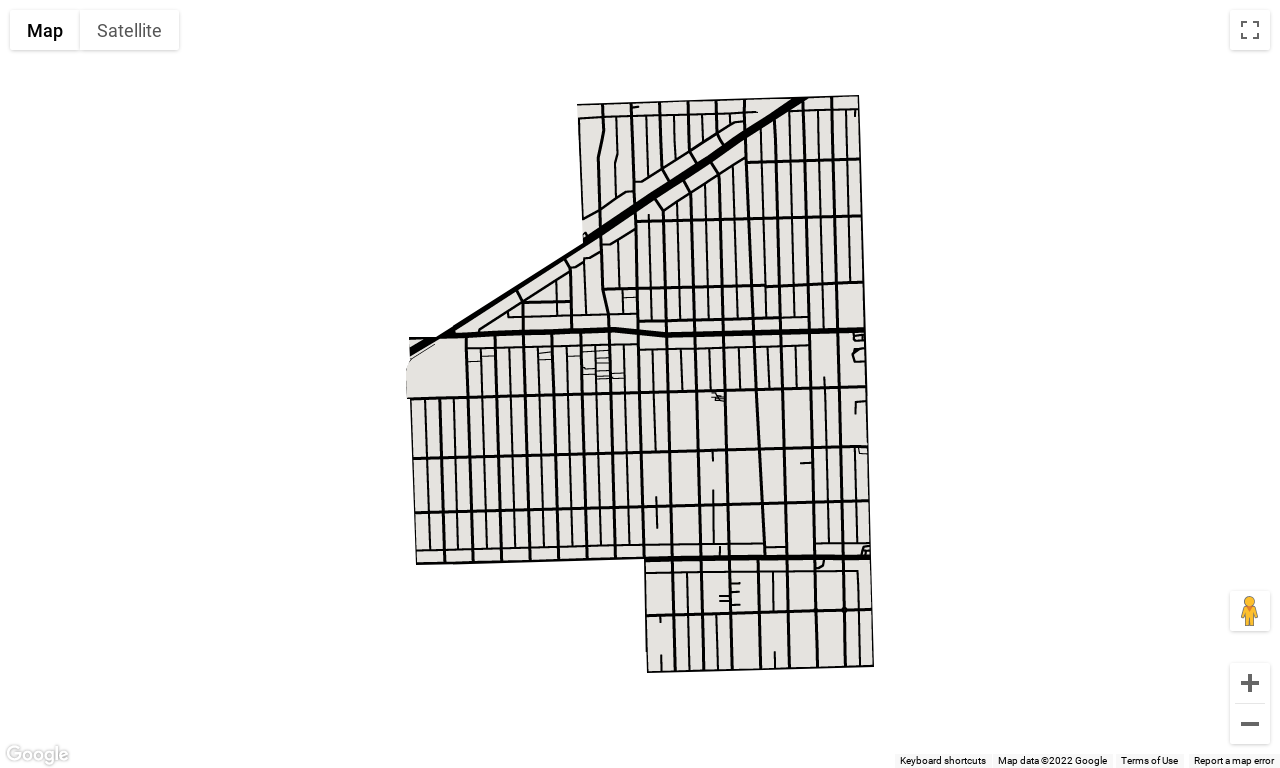 Map Satellite
Google
Keyboard shortcuts Map data ©2022 Google Terms of Use Report a map error